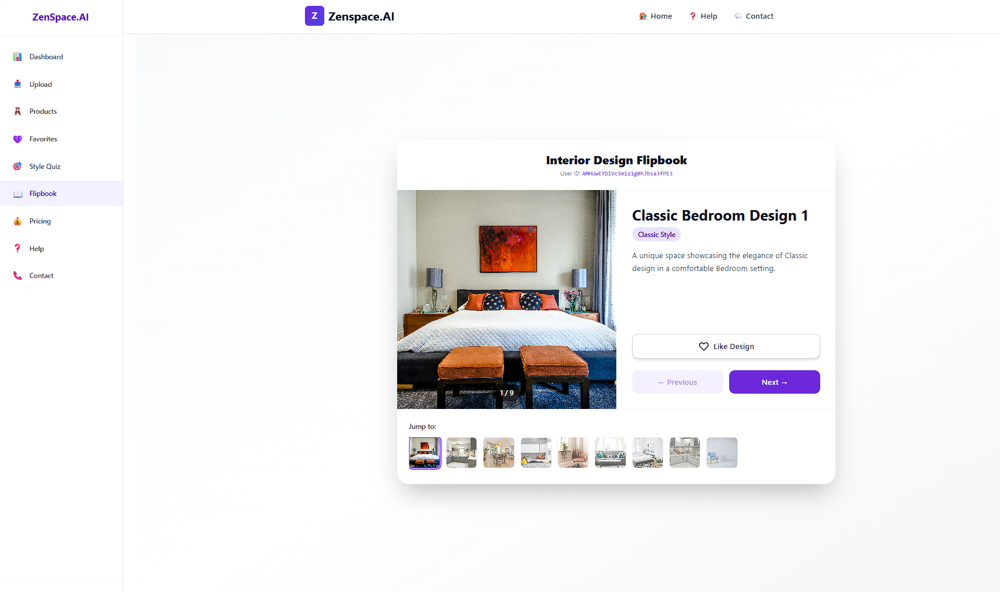 ZenSpace.AI
Dashboard
Upload
Products
Favorites
Style Quiz
Flipbook
Pricing
Help
Contact
Z Zenspace.AI
Home
Help
Contact
Interior Design Flipbook
User ID: AMHUwEYDIVc5miz1g0hJbsa3fPE3
Classic Bedroom Design 1
Classic Style
A unique space showcasing the elegance of Classic
design in a comfortable Bedroom setting.
Like Design
← Previous
Next →
1 / 9
Jump to: